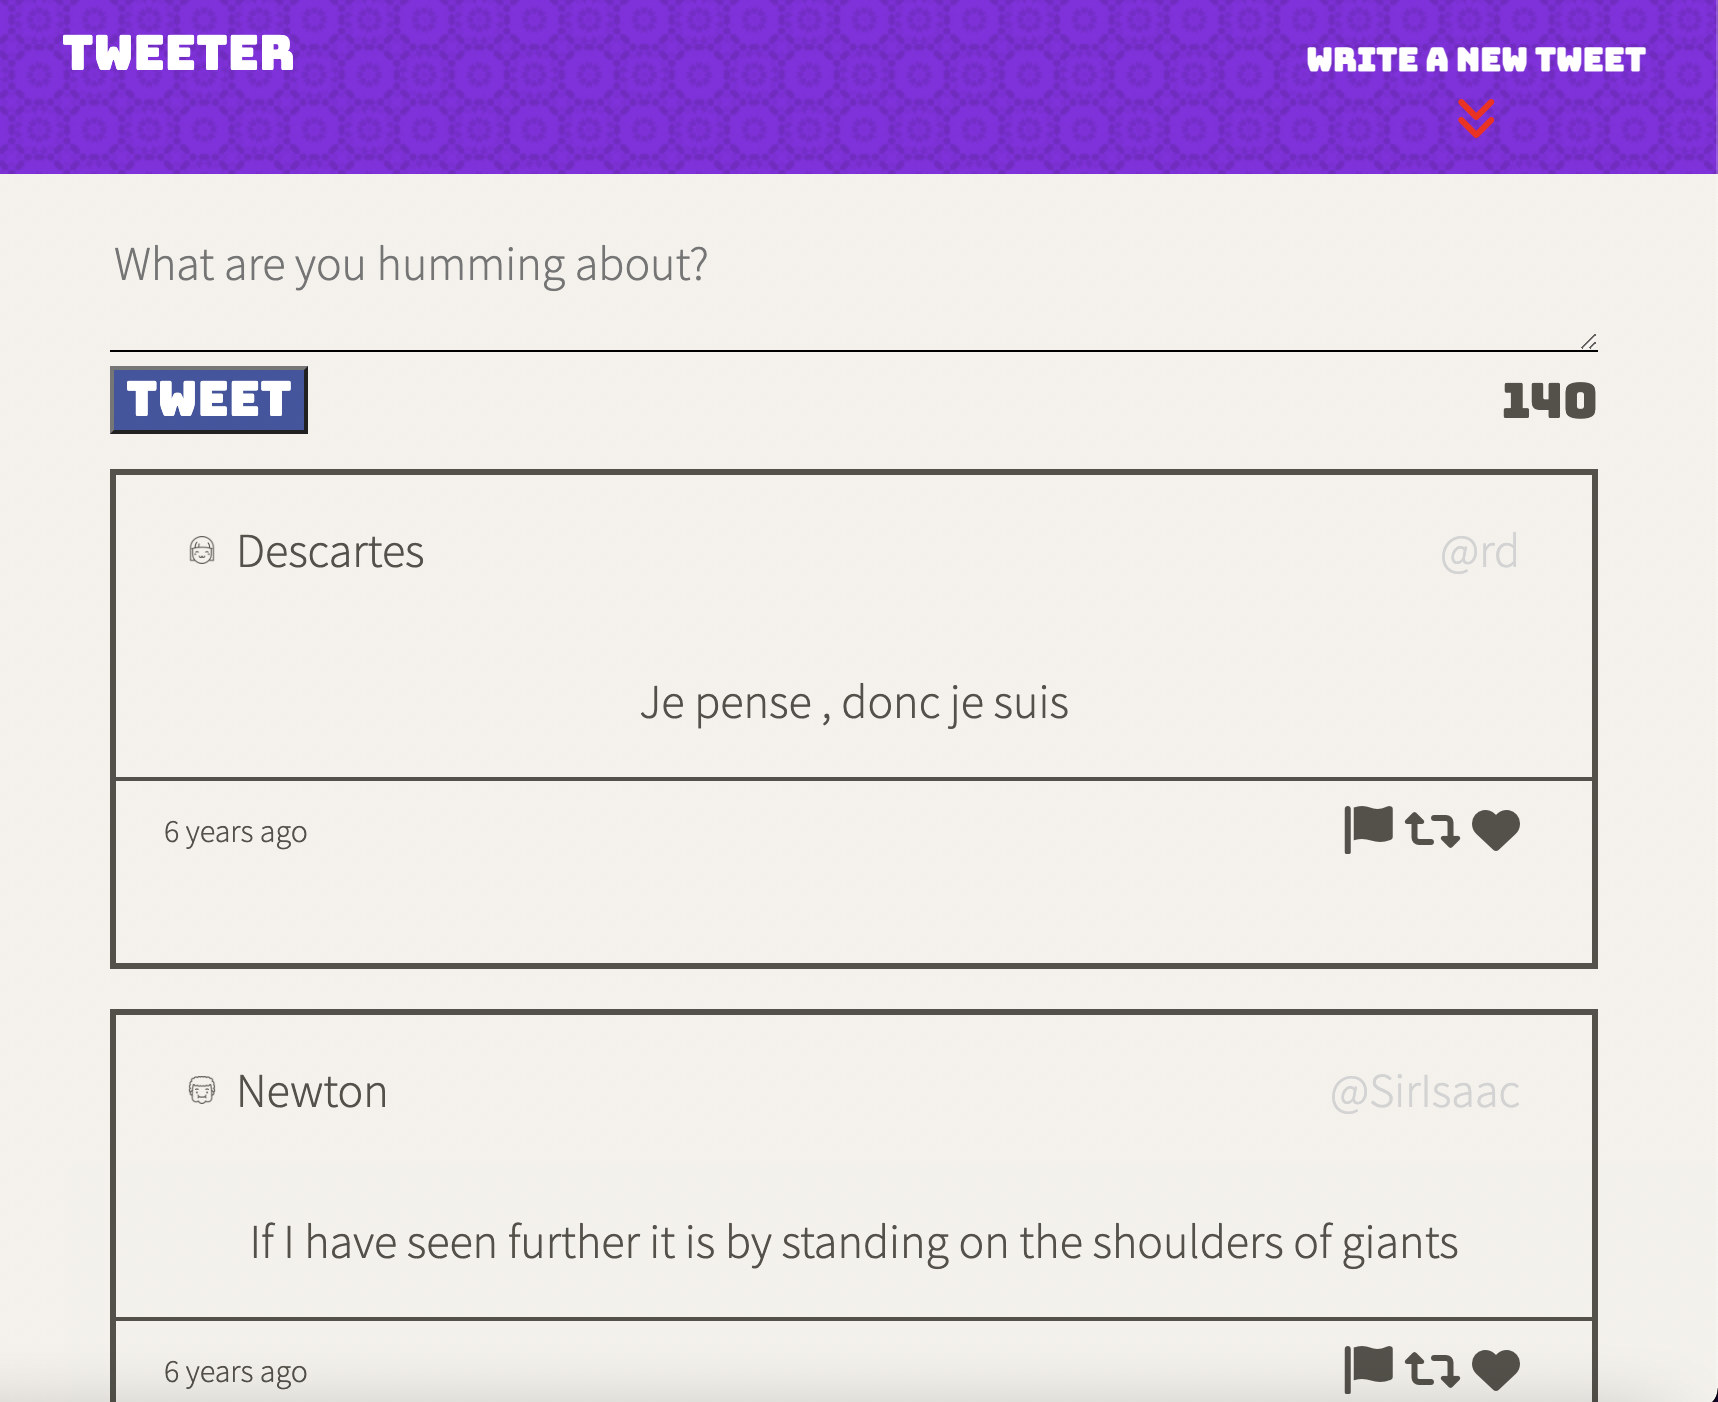 TWEETER
WRITE A NEW TWEET
What are you humming about?
TWEET
140
Descartes
@rd
Je pense , donc je suis
6 years ago
Newton
@SirIsaac
If I have seen further it is by standing on the shoulders of giants
6 years ago